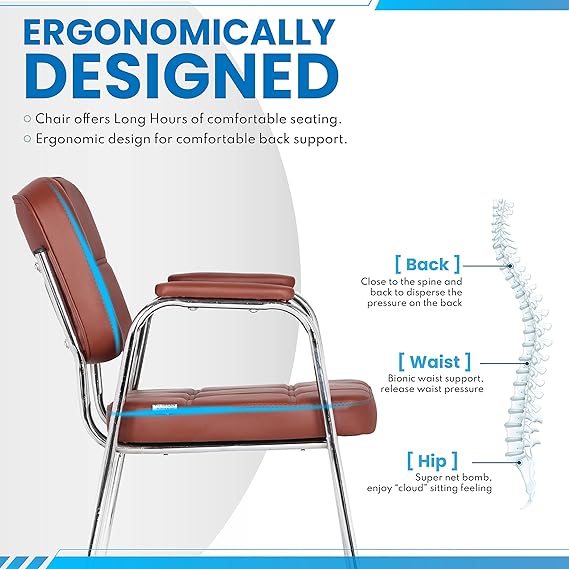 ERGONOMICALLY
DESIGNED
Chair offers Long Hours of comfortable seating.
Ergonomic design for comfortable back support.
[ Back ]
Close to the spine and
back to disperse the
pressure on the back
[ Waist ]
Bionic waist support,
release waist pressure
[ Hip ]
Super net bomb,
enjoy “cloud” sitting feeling